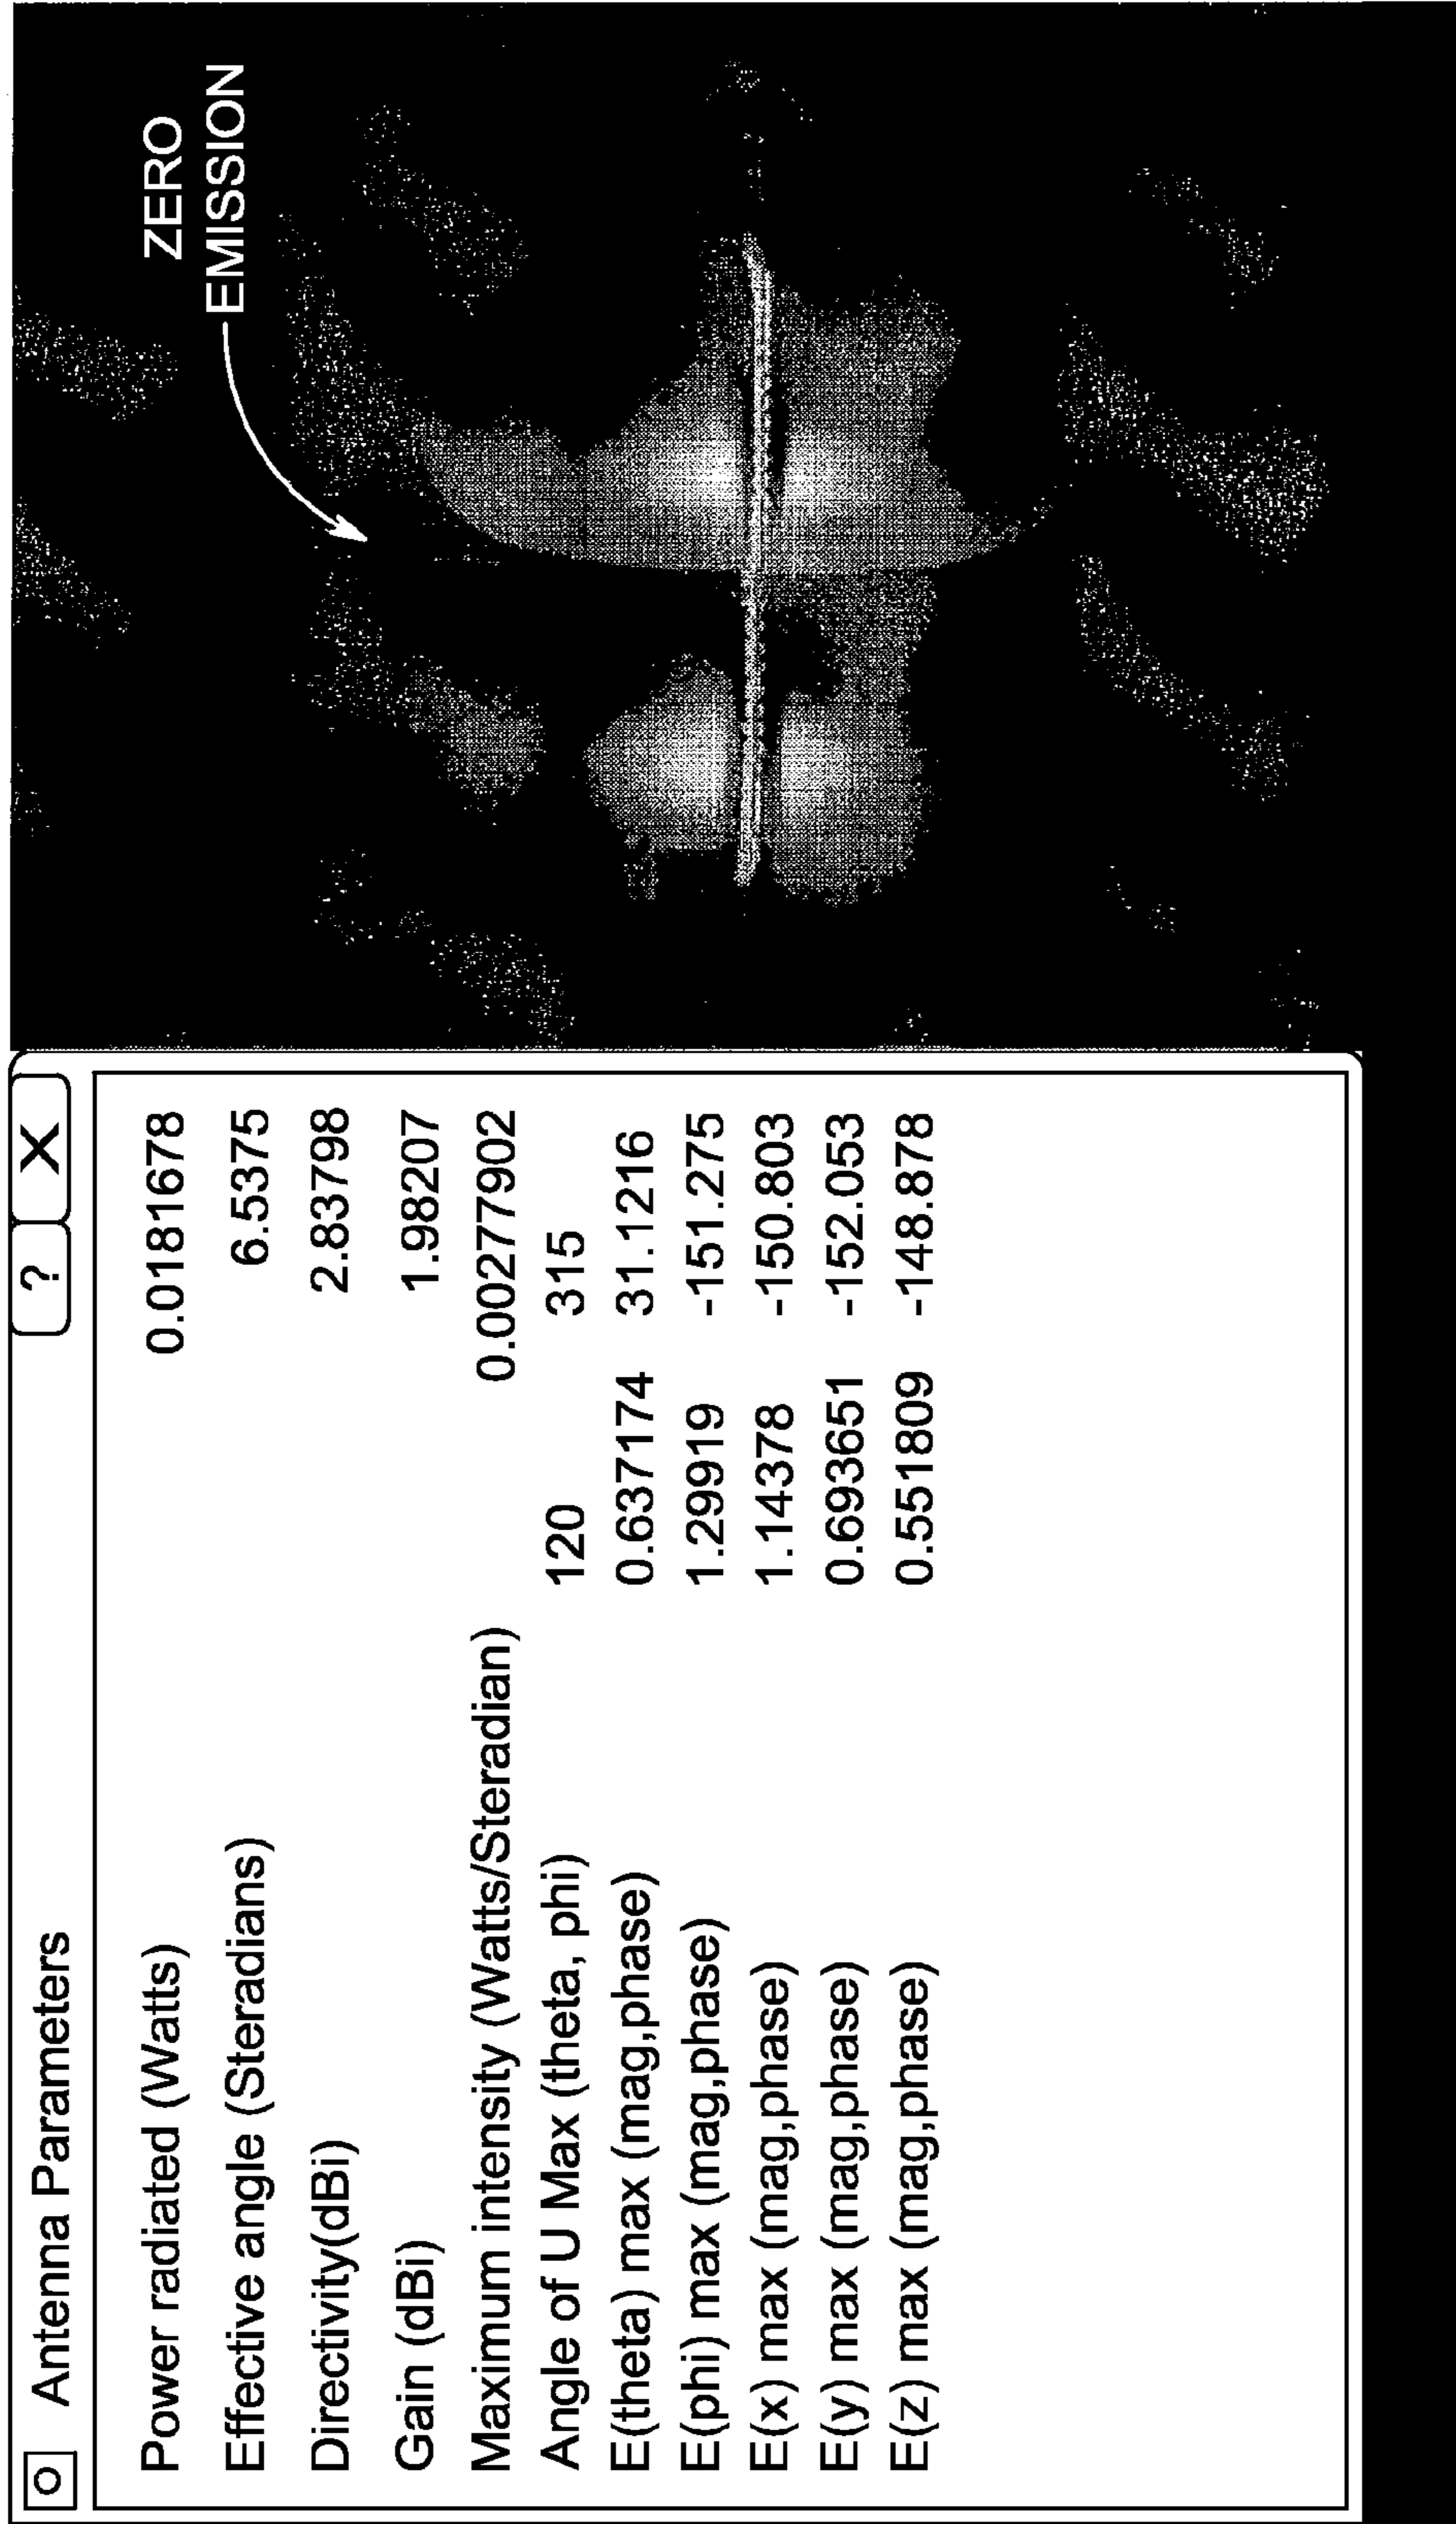 Antenna Parameters ? X
Power radiated (Watts) 0.0181678
Effective angle (Steradians) 6.5375
Directivity(dBi) 2.83798
Gain (dBi) 1.98207
Maximum intensity (Watts/Steradian) 0.00277902
Angle of U Max (theta, phi) 120 315
E(theta) max (mag,phase) 0.637174 31.1216
E(phi) max (mag,phase) 1.29919 -151.275
E(x) max (mag,phase) 1.14378 -150.803
E(y) max (mag,phase) 0.693651 -152.053
E(z) max (mag,phase) 0.551809 -148.878
ZERO
EMISSION